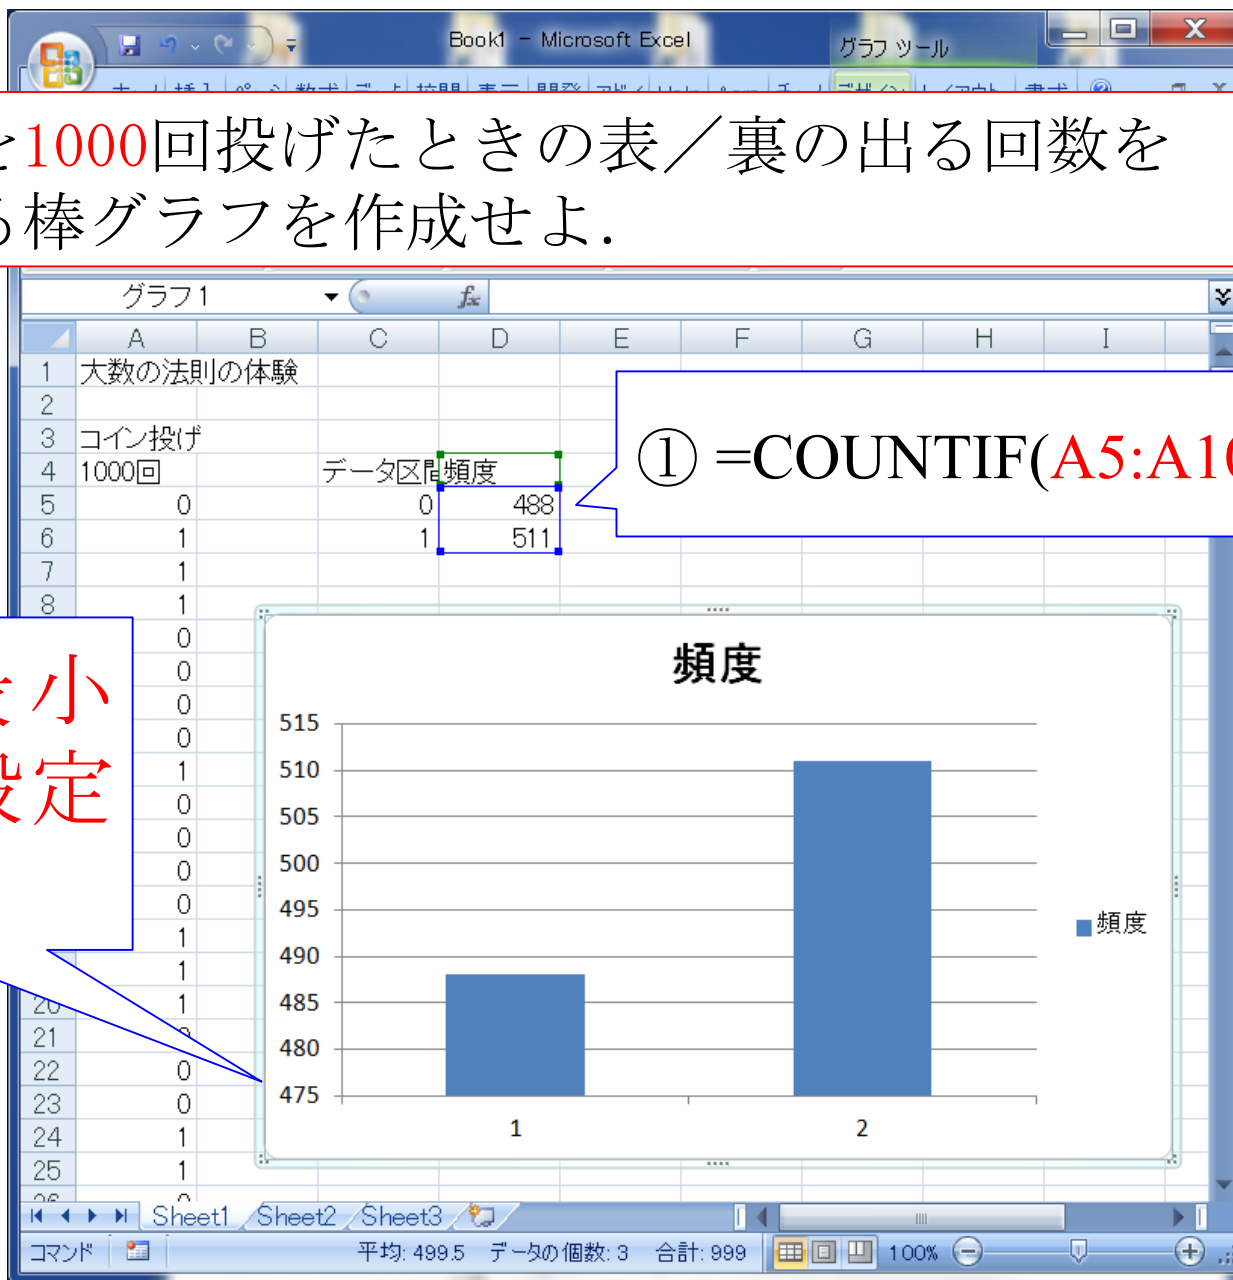 Book1 - Microsoft Excel
グラフ ツール
1000回投げたときの表／裏の出る回数を
棒グラフを作成せよ.
グラフ 1
fx
A B C D E F G H I
1 大数の法則の体験
2
3 コイン投げ
4 1000回 データ区間 頻度
5 0 0 488
6 1 1 511
7 1
8 1
① =COUNTIF(A5:A10
0
0
0
0
1
0
0
0
0
1
1
20 1
21
22 0
23 0
24 1
25 1
小
設定
頻度
515
510
505
500
495
490
485
480
475
1 2
頻度
Sheet1 Sheet2 Sheet3
コマンド 平均: 499.5 データの個数: 3 合計: 999 100%